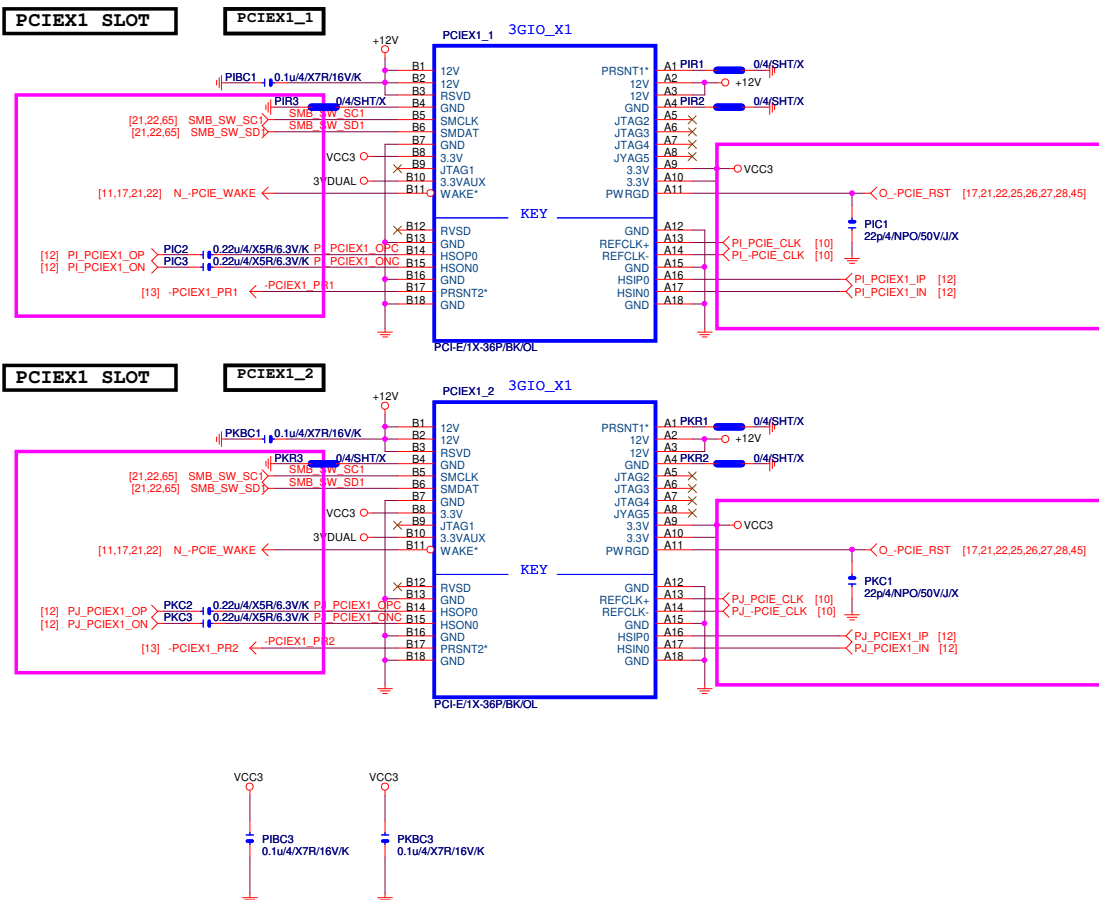 PCIEX1 SLOT
PCIEX1_1
PCIEX1_1 3GIO_X1
+12V
PIBC1 0.1u/4/X7R/16V/K
PIR3 0/4/SHT/X
[21,22,65] SMB_SW_SC1
SMB_SW_SC1
[21,22,65] SMB_SW_SD1
SMB_SW_SD1
VCC3
3VDUAL
[11,17,21,22] N_-PCIE_WAKE
[12] PI_PCIEX1_OP PIC2 0.22u/4/X5R/6.3V/K PI_PCIEX1_OPC
[12] PI_PCIEX1_ON PIC3 0.22u/4/X5R/6.3V/K PI_PCIEX1_ONC
[13] -PCIEX1_PR1 -PCIEX1_PR1
B1 12V
B2 12V
B3 RSVD
B4 GND
B5 SMCLK
B6 SMDAT
B7 GND
B8 3.3V
B9 JTAG1
B10 3.3VAUX
B11 WAKE*
KEY
B12 RVSD
B13 GND
B14 HSOP0
B15 HSON0
B16 GND
B17 PRSNT2*
B18 GND
PRSNT1* A1 PIR1 0/4/SHT/X
12V A2 +12V
12V A3
GND A4 PIR2 0/4/SHT/X
JTAG2 A5
JTAG3 A6
JTAG4 A7
JYAG5 A8
3.3V A9 VCC3
3.3V A10
PWRGD A11 O_-PCIE_RST [17,21,22,25,26,27,28,45]
PIC1
22p/4/NPO/50V/J/X
GND A12
REFCLK+ A13 PI_PCIE_CLK [10]
REFCLK- A14 PI_-PCIE_CLK [10]
GND A15
HSIP0 A16 PI_PCIEX1_IP [12]
HSIN0 A17 PI_PCIEX1_IN [12]
GND A18
PCI-E/1X-36P/BK/OL
PCIEX1 SLOT
PCIEX1_2
PCIEX1_2 3GIO_X1
+12V
PKBC1 0.1u/4/X7R/16V/K
PKR3 0/4/SHT/X
[21,22,65] SMB_SW_SC1
SMB_SW_SC1
[21,22,65] SMB_SW_SD1
SMB_SW_SD1
VCC3
3VDUAL
[11,17,21,22] N_-PCIE_WAKE
[12] PJ_PCIEX1_OP PKC2 0.22u/4/X5R/6.3V/K PJ_PCIEX1_OPC
[12] PJ_PCIEX1_ON PKC3 0.22u/4/X5R/6.3V/K PJ_PCIEX1_ONC
[13] -PCIEX1_PR2 -PCIEX1_PR2
B1 12V
B2 12V
B3 RSVD
B4 GND
B5 SMCLK
B6 SMDAT
B7 GND
B8 3.3V
B9 JTAG1
B10 3.3VAUX
B11 WAKE*
KEY
B12 RVSD
B13 GND
B14 HSOP0
B15 HSON0
B16 GND
B17 PRSNT2*
B18 GND
PRSNT1* A1 PKR1 0/4/SHT/X
12V A2 +12V
12V A3
GND A4 PKR2 0/4/SHT/X
JTAG2 A5
JTAG3 A6
JTAG4 A7
JYAG5 A8
3.3V A9 VCC3
3.3V A10
PWRGD A11 O_-PCIE_RST [17,21,22,25,26,27,28,45]
PKC1
22p/4/NPO/50V/J/X
GND A12
REFCLK+ A13 PJ_PCIE_CLK [10]
REFCLK- A14 PJ_-PCIE_CLK [10]
GND A15
HSIP0 A16 PJ_PCIEX1_IP [12]
HSIN0 A17 PJ_PCIEX1_IN [12]
GND A18
PCI-E/1X-36P/BK/OL
VCC3
PIBC3
0.1u/4/X7R/16V/K
VCC3
PKBC3
0.1u/4/X7R/16V/K